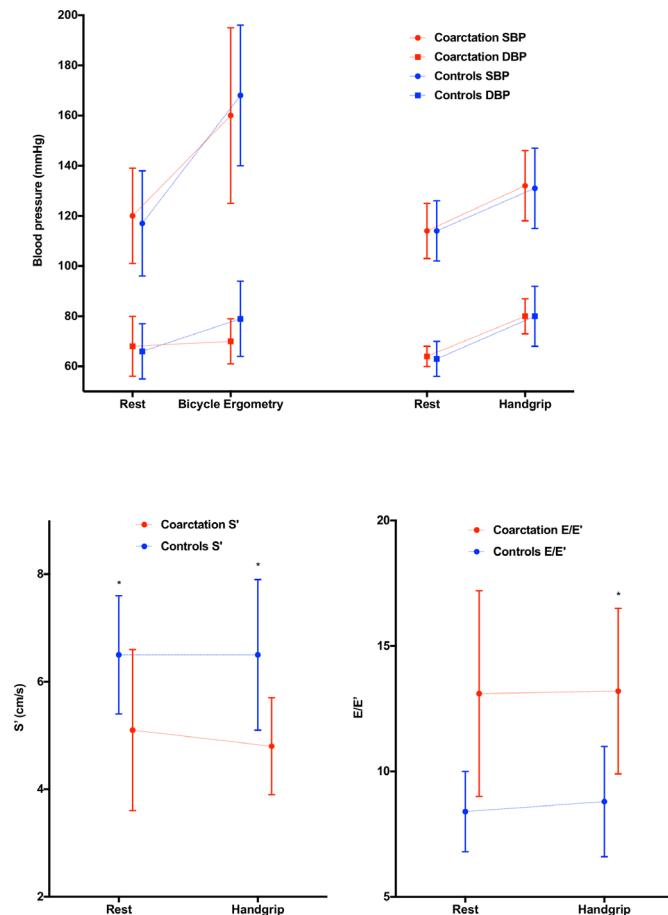 200
180
160
140
120
100
80
60
Blood pressure (mmHg)
Coarctation SBP
Coarctation DBP
Controls SBP
Controls DBP
Rest
Bicycle Ergometry
Rest
Handgrip
8
6
4
2
S' (cm/s)
Coarctation S'
Controls S'
*
*
Rest
Handgrip
20
15
10
5
E/E'
Coarctation E/E'
Controls E/E'
*
Rest
Handgrip